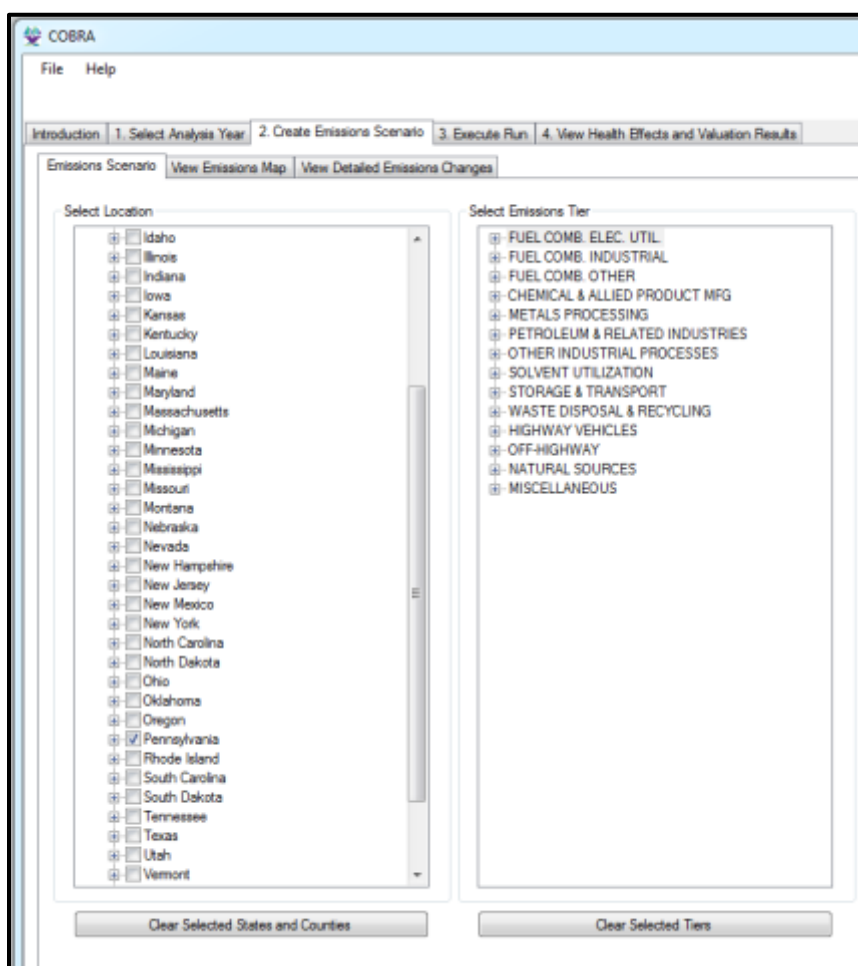 COBRA
File Help
Introduction 1. Select Analysis Year 2. Create Emissions Scenario 3. Execute Run 4. View Health Effects and Valuation Results
Emissions Scenario View Emissions Map View Detailed Emissions Changes
Select Location
Idaho
Illinois
Indiana
Iowa
Kansas
Kentucky
Louisiana
Maine
Maryland
Massachusetts
Michigan
Minnesota
Mississippi
Missouri
Montana
Nebraska
Nevada
New Hampshire
New Jersey
New Mexico
New York
North Carolina
North Dakota
Ohio
Oklahoma
Oregon
Pennsylvania
Rhode Island
South Carolina
South Dakota
Tennessee
Texas
Utah
Vermont
Clear Selected States and Counties
Select Emissions Tier
FUEL COMB. ELEC. UTIL.
FUEL COMB. INDUSTRIAL
FUEL COMB. OTHER
CHEMICAL & ALLIED PRODUCT MFG
METALS PROCESSING
PETROLEUM & RELATED INDUSTRIES
OTHER INDUSTRIAL PROCESSES
SOLVENT UTILIZATION
STORAGE & TRANSPORT
WASTE DISPOSAL & RECYCLING
HIGHWAY VEHICLES
OFF-HIGHWAY
NATURAL SOURCES
MISCELLANEOUS
Clear Selected Tiers